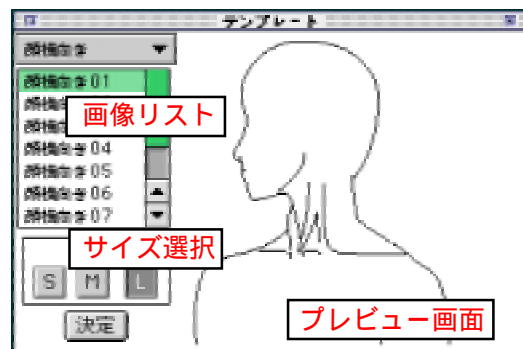 テンプレート
顔横向き
顔横向き01
画像リスト
顔横向き04
顔横向き05
顔横向き06
顔横向き07
サイズ選択
S M L
決定
プレビュー画面